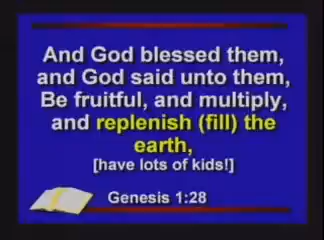 And God blessed them,
and God said unto them,
Be fruitful, and multiply,
and replenish (fill) the
earth,
[have lots of kids!]
Genesis 1:28